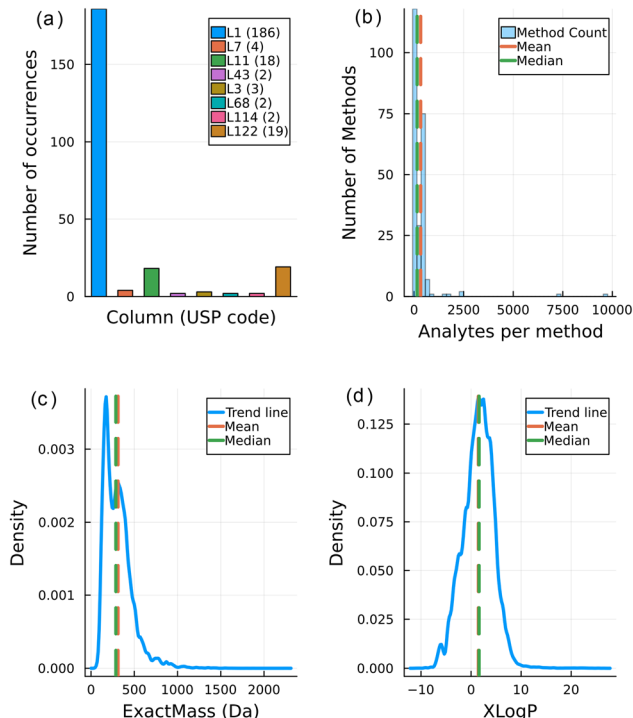 (a)
L1 (186)
L7 (4)
L11 (18)
L43 (2)
L3 (3)
L68 (2)
L114 (2)
L122 (19)
150
100
50
0
Number of occurrences
Column (USP code)
(b)
Method Count
Mean
Median
100
75
50
25
0
Number of Methods
0 2500 5000 7500 10000
Analytes per method
(c)
Trend line
Mean
Median
0.003
0.002
0.001
0.000
Density
0 500 1000 1500 2000
ExactMass (Da)
(d)
Trend line
Mean
Median
0.125
0.100
0.075
0.050
0.025
0.000
Density
−10 0 10 20
XLogP